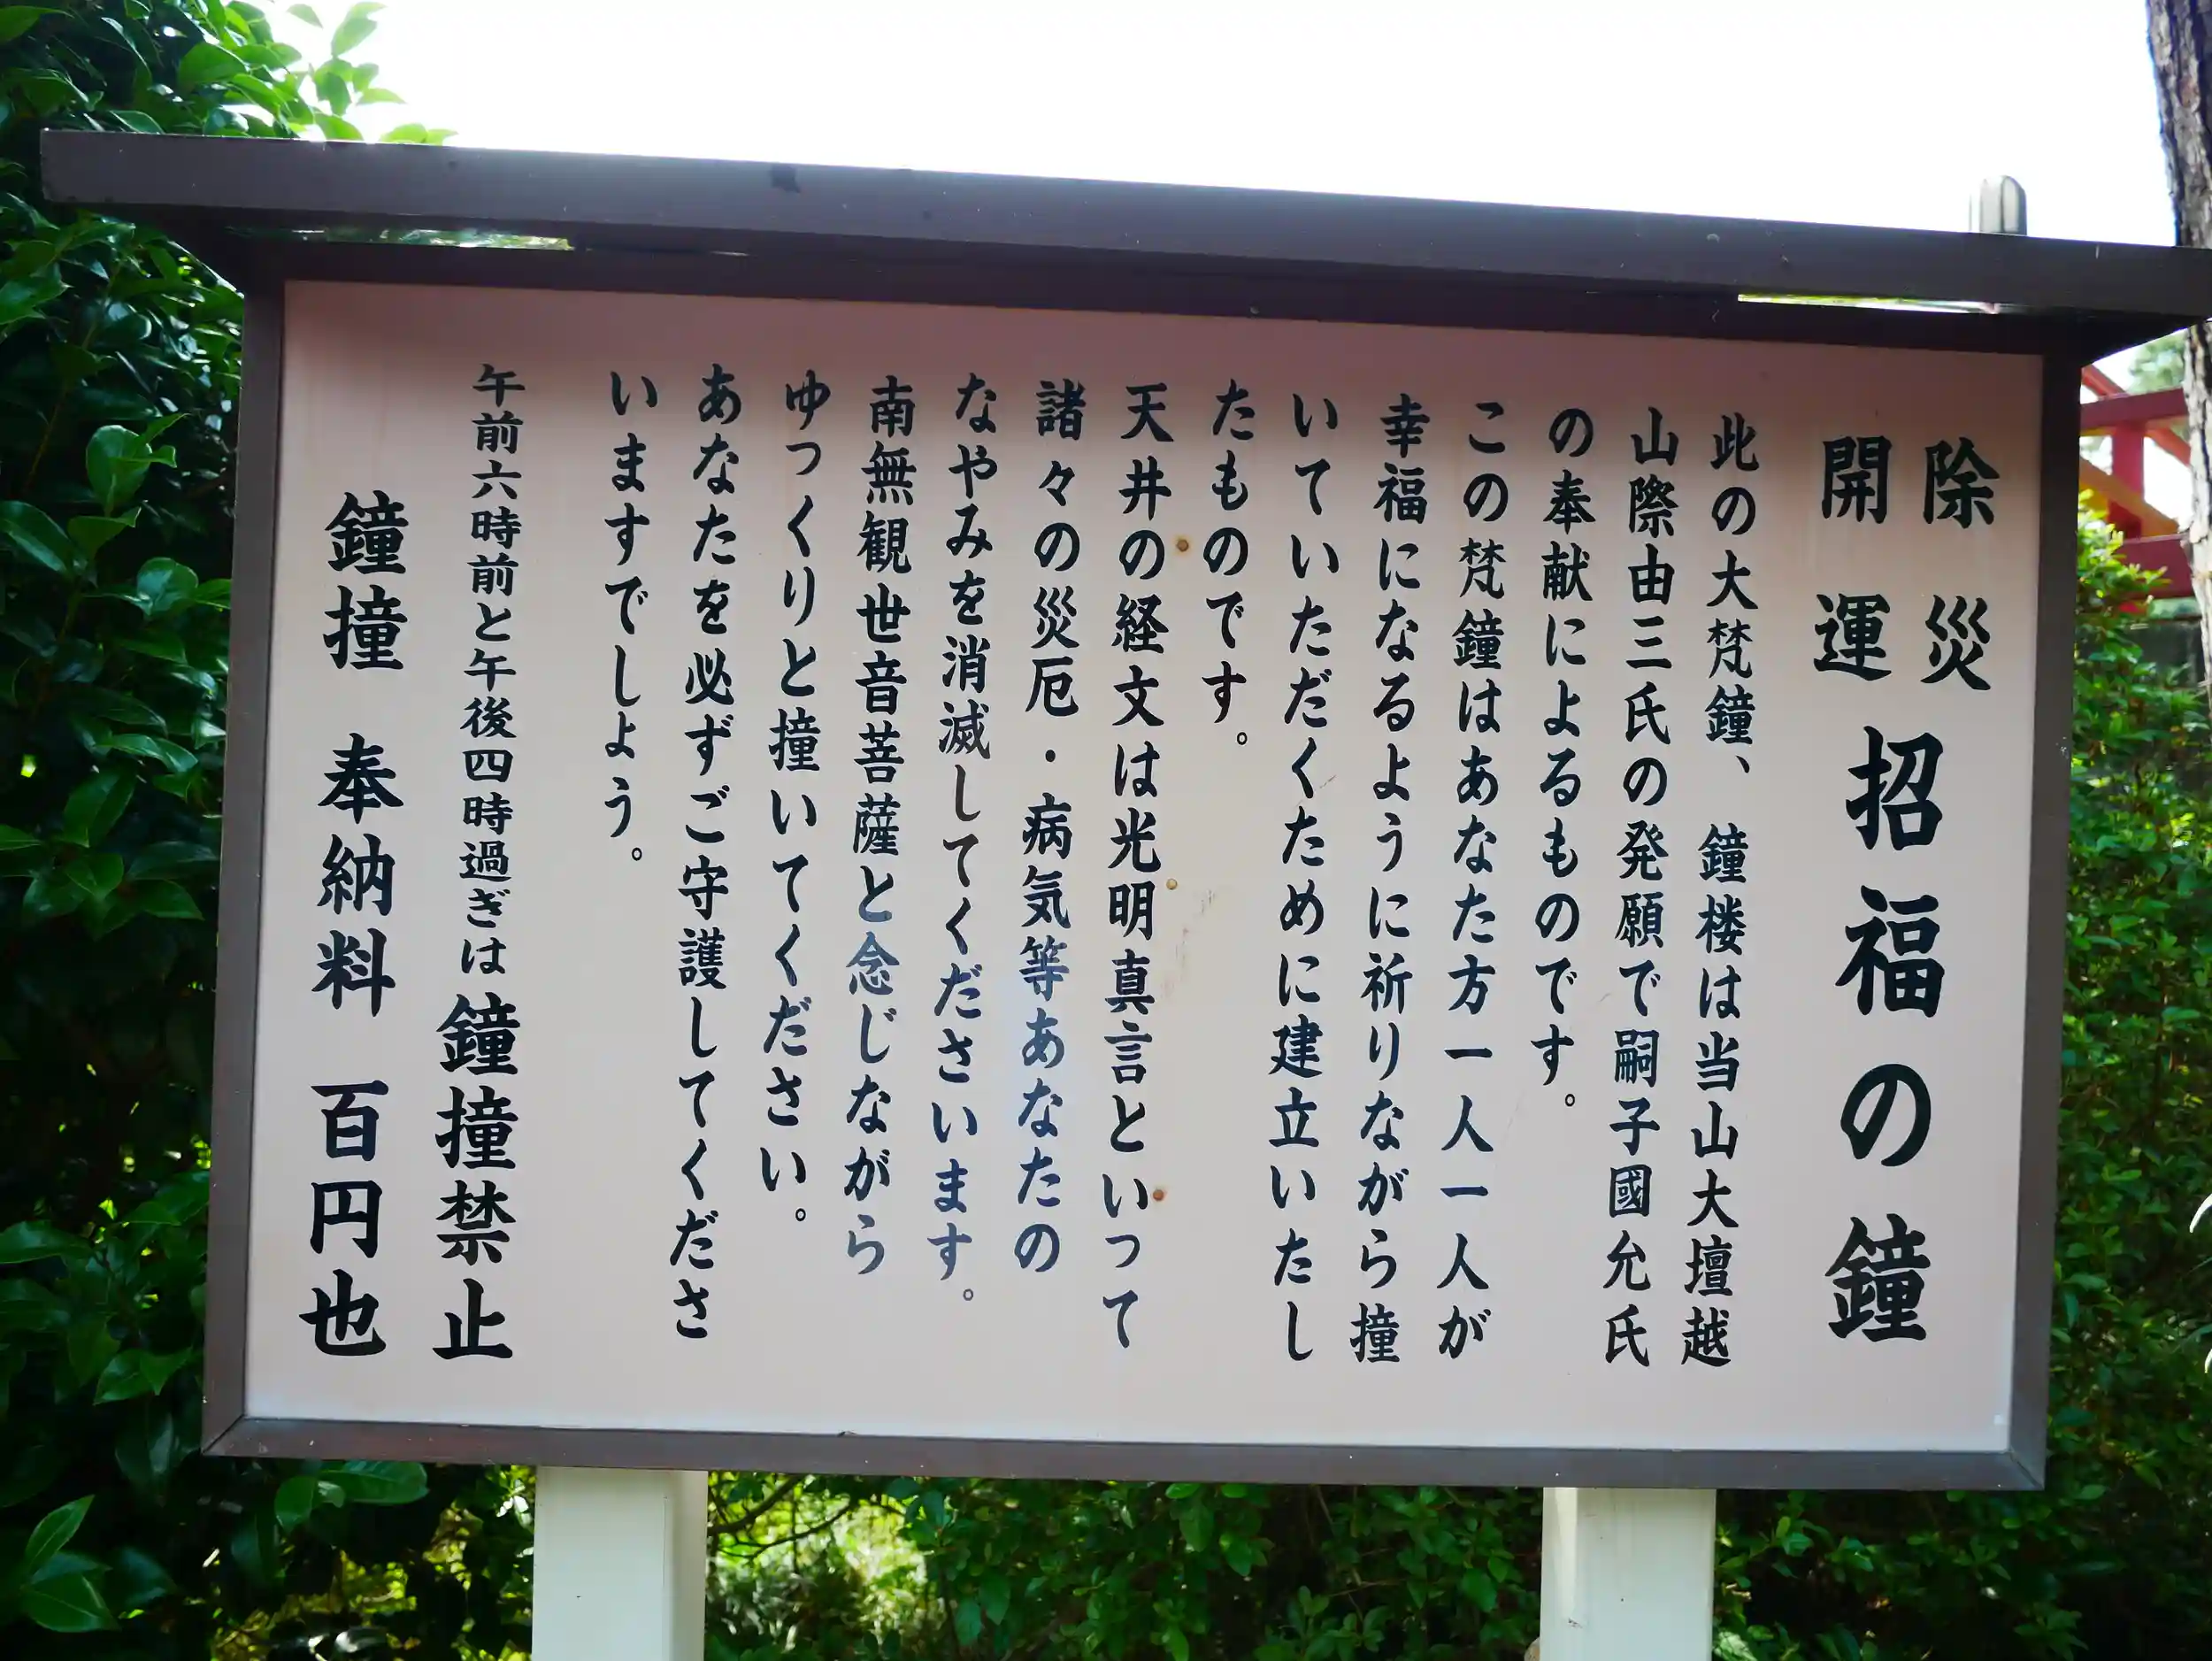 除災
開運
招福の鐘
此の大梵鐘、鐘楼は当山大壇越
山際由三氏の発願で嗣子國允氏
の奉献によるものです。
この梵鐘はあなた方一人一人が
幸福になるように祈りながら撞
いていただくために建立いたし
たものです。
天井の経文は光明真言といって
諸々の災厄・病気等あなたの
なやみを消滅してくださいます。
南無観世音菩薩と念じながら
ゆっくりと撞いてください。
あなたを必ずご守護してくださ
いますでしょう。
午前六時前と午後四時過ぎは鐘撞禁止
鐘撞 奉納料 百円也